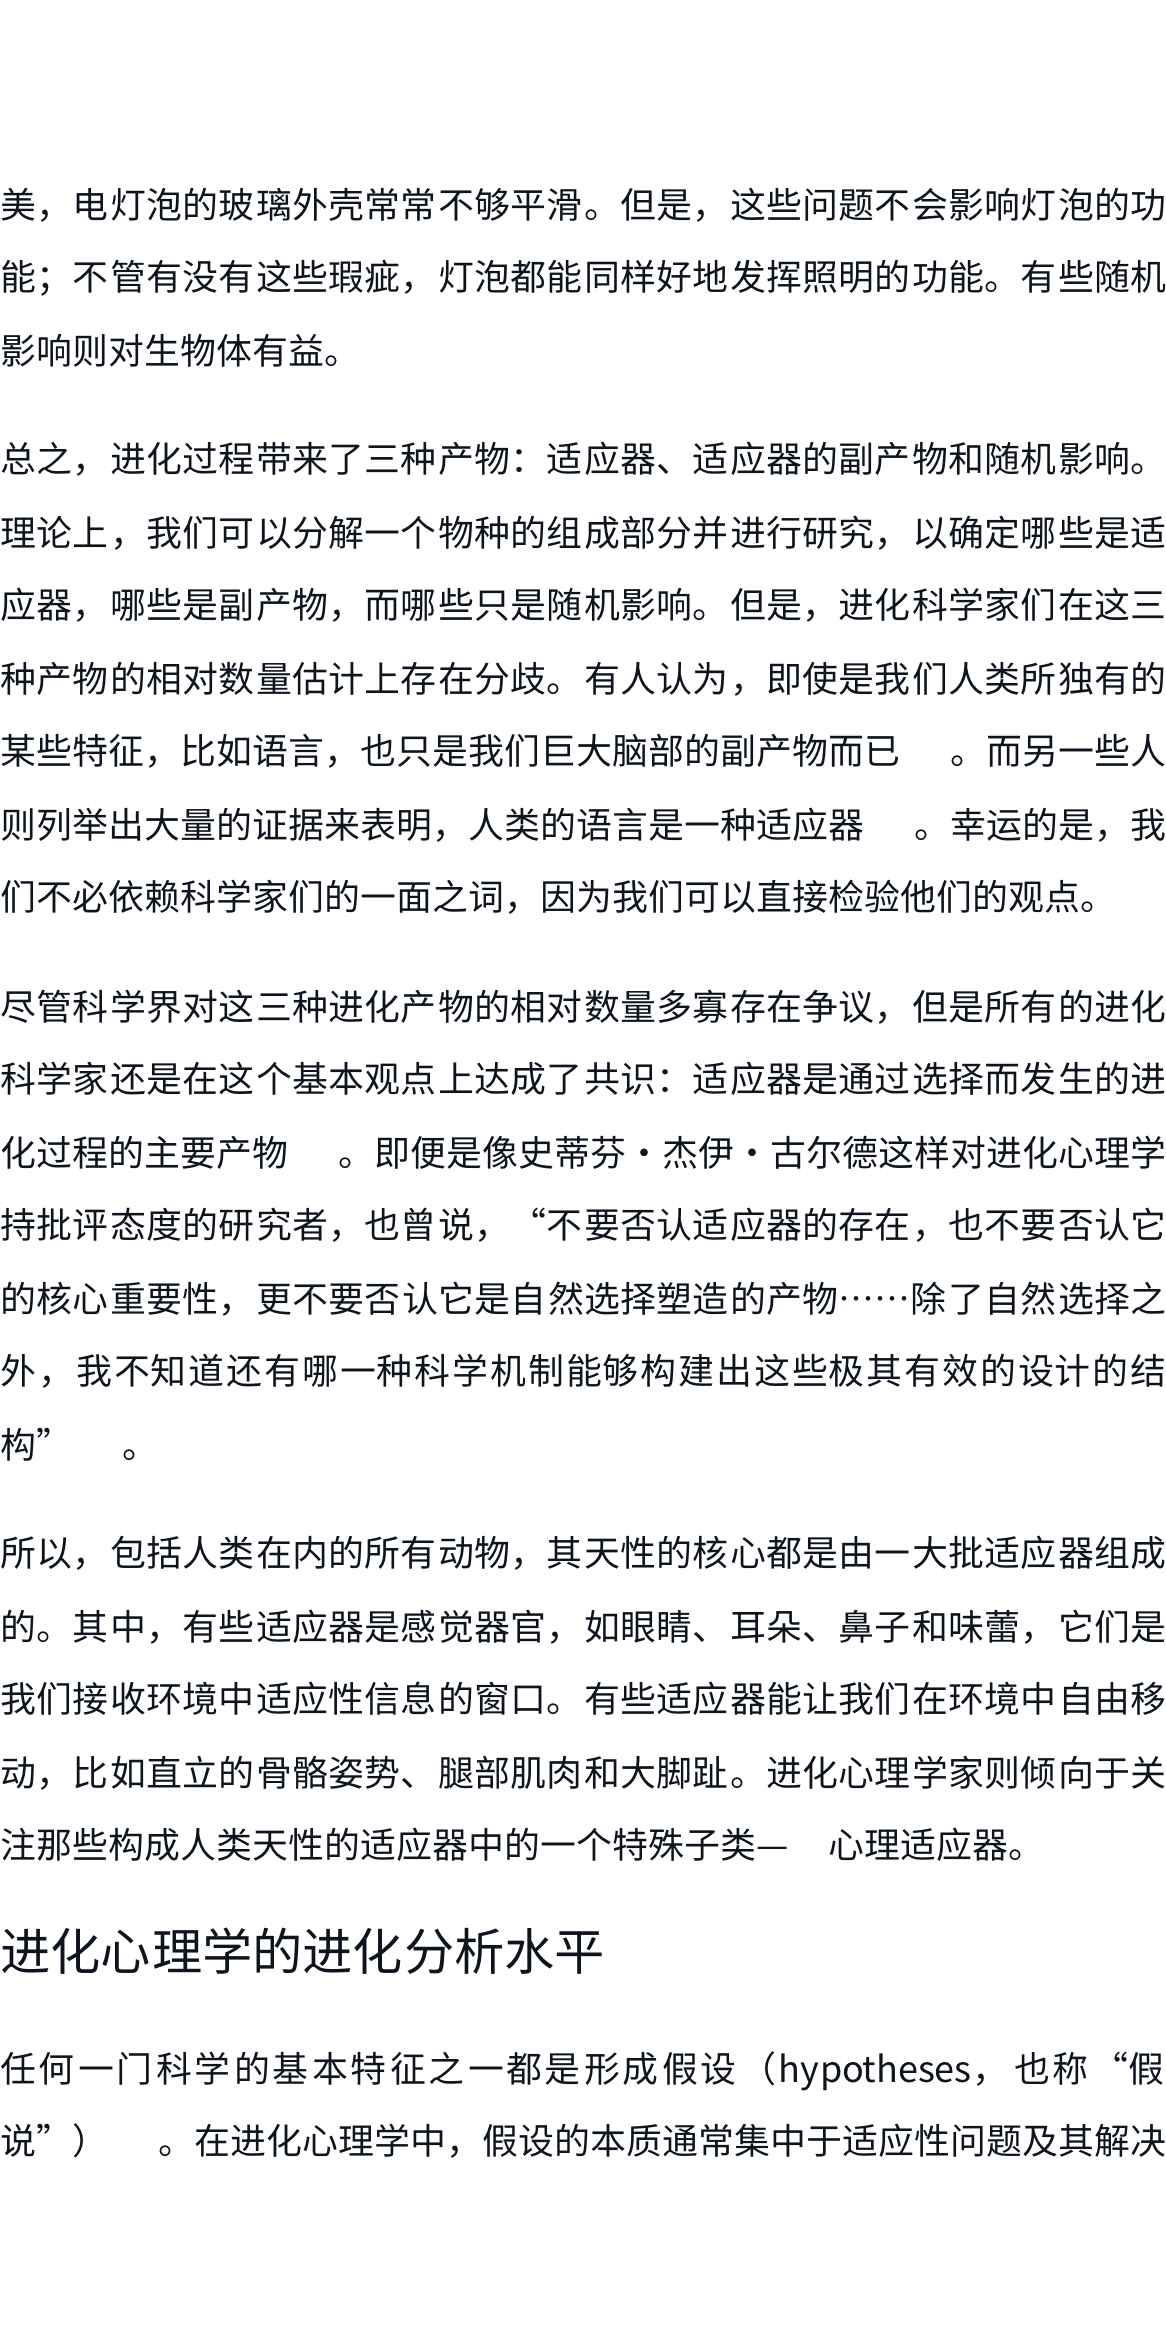 美，电灯泡的玻璃外壳常常不够平滑。但是，这些问题不会影响灯泡的功
能；不管有没有这些瑕疵，灯泡都能同样好地发挥照明的功能。有些随机
影响则对生物体有益。
总之，进化过程带来了三种产物：适应器、适应器的副产物和随机影响。
理论上，我们可以分解一个物种的组成部分并进行研究，以确定哪些是适
应器，哪些是副产物，而哪些只是随机影响。但是，进化科学家们在这三
种产物的相对数量估计上存在分歧。有人认为，即使是我们人类所独有的
某些特征，比如语言，也只是我们巨大脑部的副产物而已 。而另一些人
则列举出大量的证据来表明，人类的语言是一种适应器 。幸运的是，我
们不必依赖科学家们的一面之词，因为我们可以直接检验他们的观点。
尽管科学界对这三种进化产物的相对数量多寡存在争议，但是所有的进化
科学家还是在这个基本观点上达成了共识：适应器是通过选择而发生的进
化过程的主要产物 。即便是像史蒂芬·杰伊·古尔德这样对进化心理学
持批评态度的研究者，也曾说，“不要否认适应器的存在，也不要否认它
的核心重要性，更不要否认它是自然选择塑造的产物……除了自然选择之
外，我不知道还有哪一种科学机制能够构建出这些极其有效的设计的结
构” 。
所以，包括人类在内的所有动物，其天性的核心都是由一大批适应器组成
的。其中，有些适应器是感觉器官，如眼睛、耳朵、鼻子和味蕾，它们是
我们接收环境中适应性信息的窗口。有些适应器能让我们在环境中自由移
动，比如直立的骨骼姿势、腿部肌肉和大脚趾。进化心理学家则倾向于关
注那些构成人类天性的适应器中的一个特殊子类— 心理适应器。
进化心理学的进化分析水平
任何一门科学的基本特征之一都是形成假设（hypotheses，也称“假
说”） 。在进化心理学中，假设的本质通常集中于适应性问题及其解决